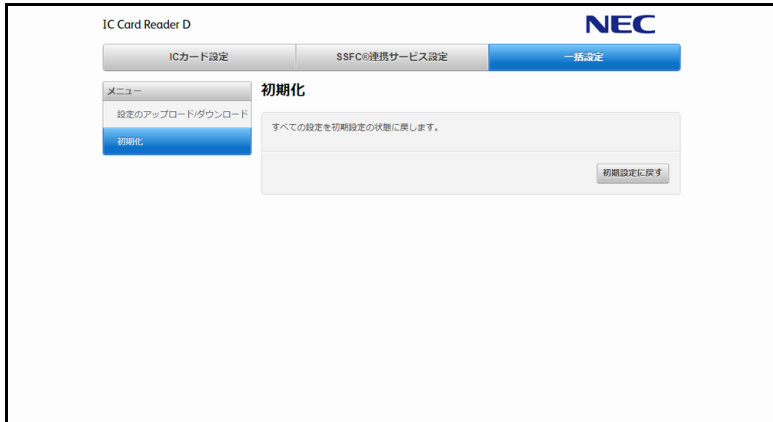 IC Card Reader D
NEC
ICカード設定
SSFC®連携サービス設定
一括設定
メニュー
設定のアップロード/ダウンロード
初期化
初期化
すべての設定を初期設定の状態に戻します。
初期設定に戻す